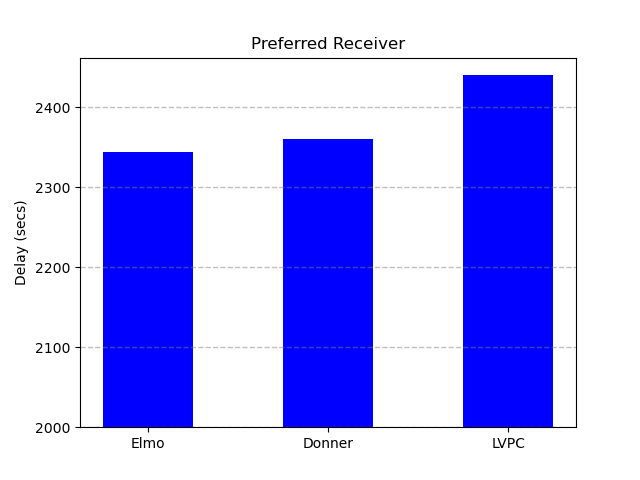 Preferred Receiver
Delay (secs)
2400
2300
2200
2100
2000
Elmo Donner LVPC